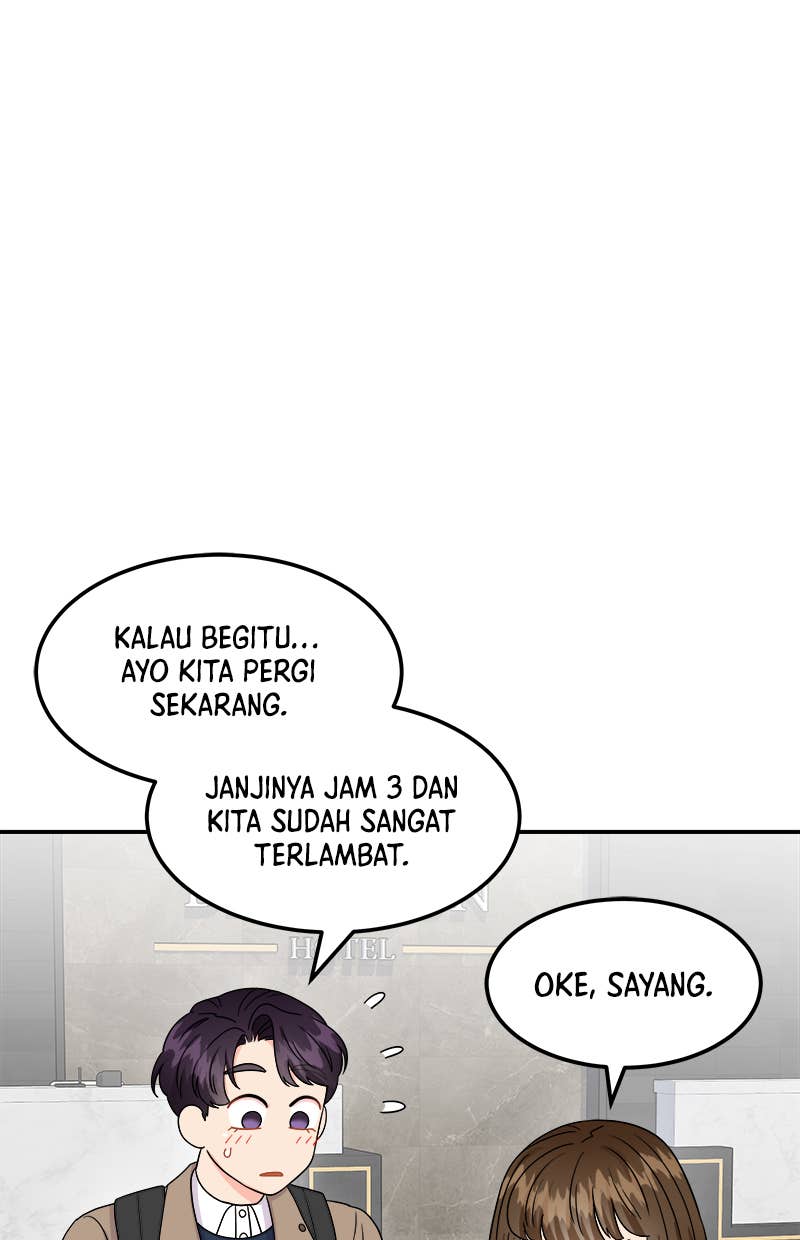 KALAU BEGITU...
AYO KITA PERGI
SEKARANG.
JANJINYA JAM 3 DAN
KITA SUDAH SANGAT
TERLAMBAT.
HOTEL
OKE, SAYANG.